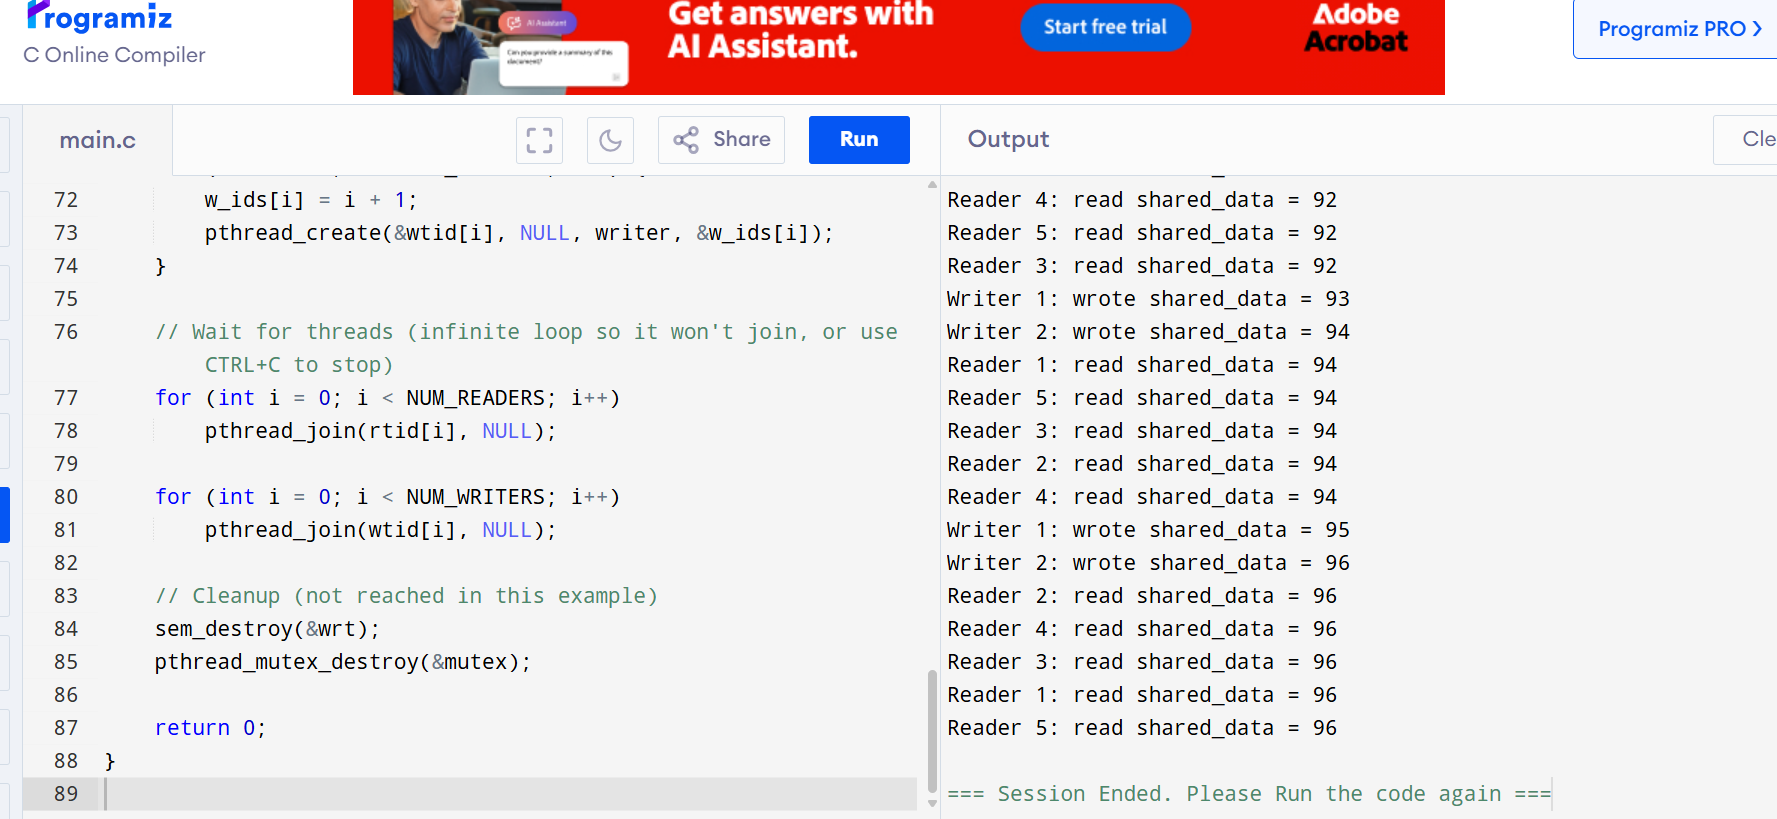 Programiz
C Online Compiler
AI Assistant
Can you provide a summary of this
document?
Get answers with
AI Assistant.
Start free trial
Adobe
Acrobat
Programiz PRO
main.c
Share
Run
Output
Cle
72 w_ids[i] = i + 1;
73 pthread_create(&wtid[i], NULL, writer, &w_ids[i]);
74 }
75
76 // Wait for threads (infinite loop so it won't join, or use
CTRL+C to stop)
77 for (int i = 0; i < NUM_READERS; i++)
78 pthread_join(rtid[i], NULL);
79
80 for (int i = 0; i < NUM_WRITERS; i++)
81 pthread_join(wtid[i], NULL);
82
83 // Cleanup (not reached in this example)
84 sem_destroy(&wrt);
85 pthread_mutex_destroy(&mutex);
86
87 return 0;
88 }
89
Reader 4: read shared_data = 92
Reader 5: read shared_data = 92
Reader 3: read shared_data = 92
Writer 1: wrote shared_data = 93
Writer 2: wrote shared_data = 94
Reader 1: read shared_data = 94
Reader 5: read shared_data = 94
Reader 3: read shared_data = 94
Reader 2: read shared_data = 94
Reader 4: read shared_data = 94
Writer 1: wrote shared_data = 95
Writer 2: wrote shared_data = 96
Reader 2: read shared_data = 96
Reader 4: read shared_data = 96
Reader 3: read shared_data = 96
Reader 1: read shared_data = 96
Reader 5: read shared_data = 96
=== Session Ended. Please Run the code again ===